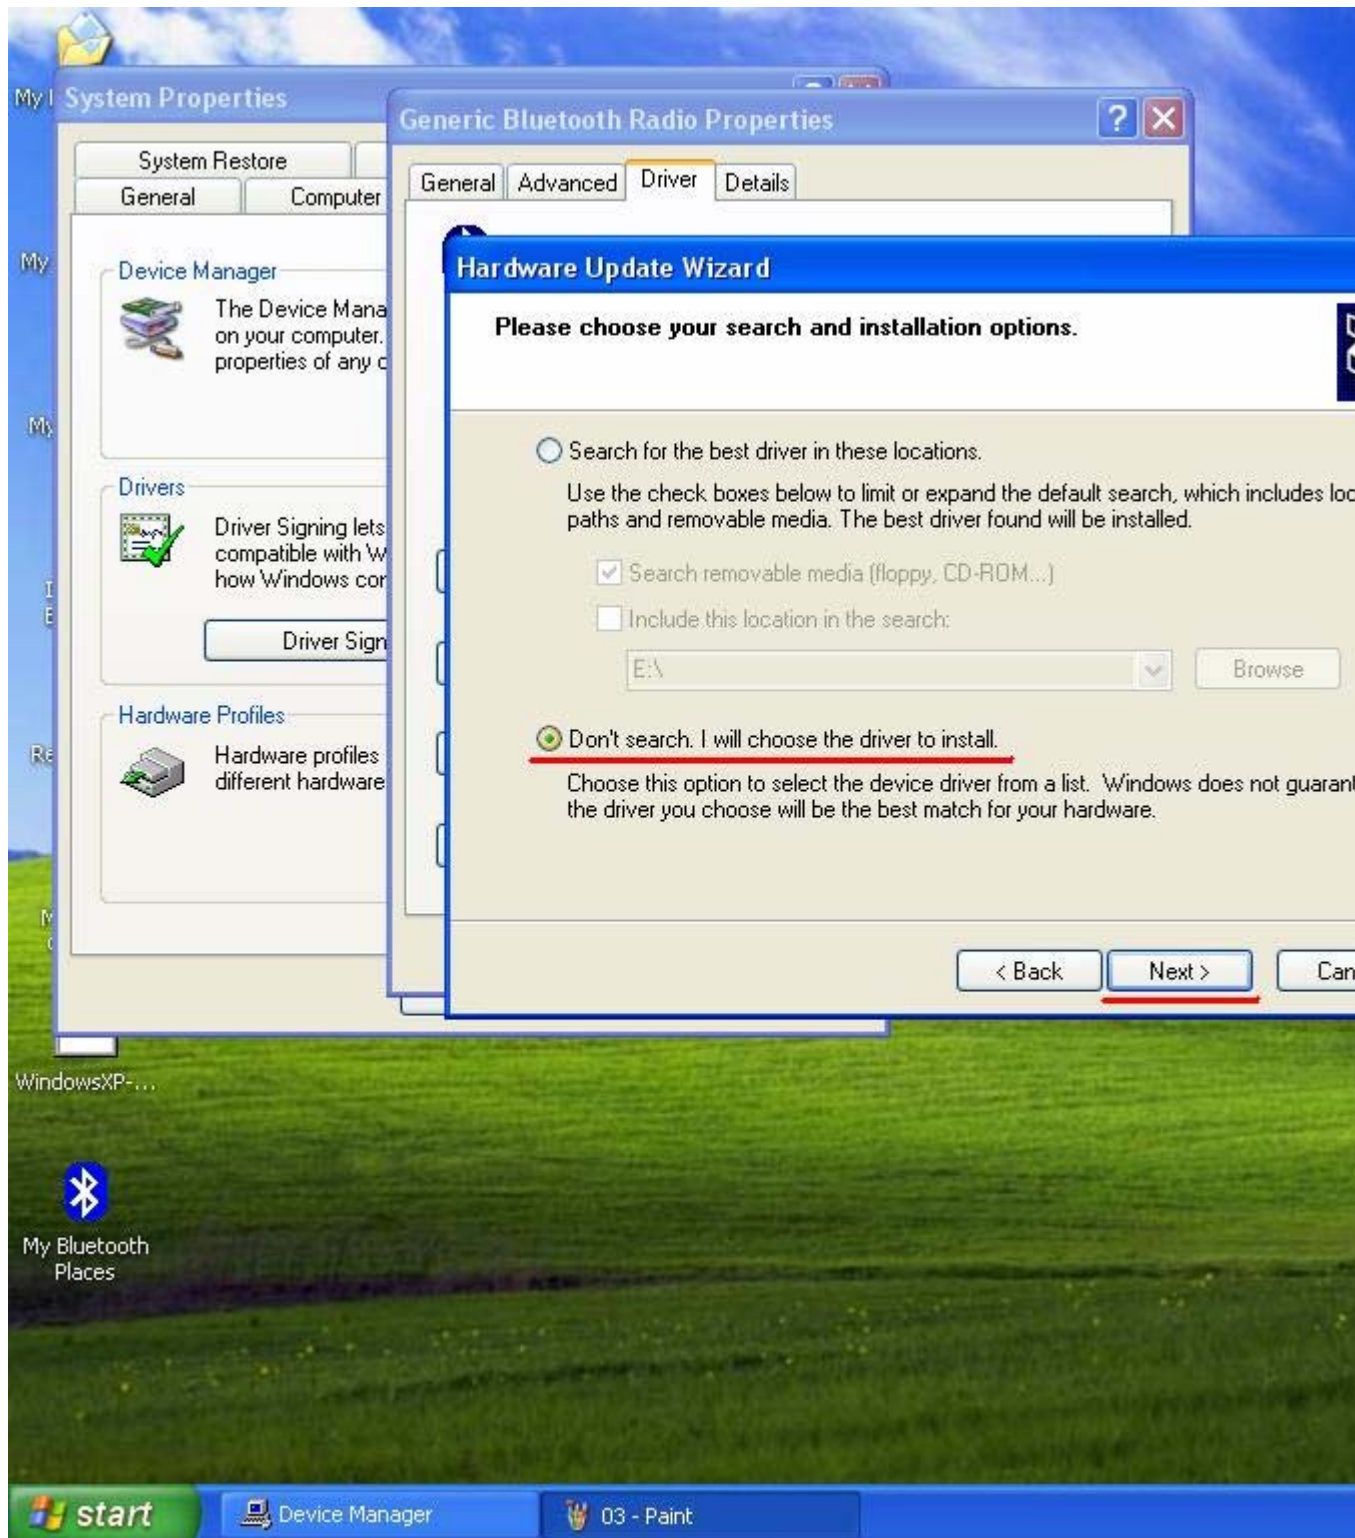 My
System Properties
Generic Bluetooth Radio Properties
System Restore
General
Computer
General
Advanced
Driver
Details
My
Device Manager
The Device Mana
on your computer.
properties of any
Hardware Update Wizard
Please choose your search and installation options.
My
Search for the best driver in these locations.
Use the check boxes below to limit or expand the default search, which includes loc
paths and removable media. The best driver found will be installed.
Search removable media (floppy, CD-ROM...)
Include this location in the search:
E:\
Browse
Drivers
Driver Signing lets
compatible with W
how Windows cor
Driver Sign
Don't search. I will choose the driver to install.
Choose this option to select the device driver from a list. Windows does not guarant
the driver you choose will be the best match for your hardware.
Hardware Profiles
Hardware profiles
different hardware
Re
< Back
Next >
Can
WindowsXP-...
My Bluetooth
Places
start
Device Manager
03 - Paint